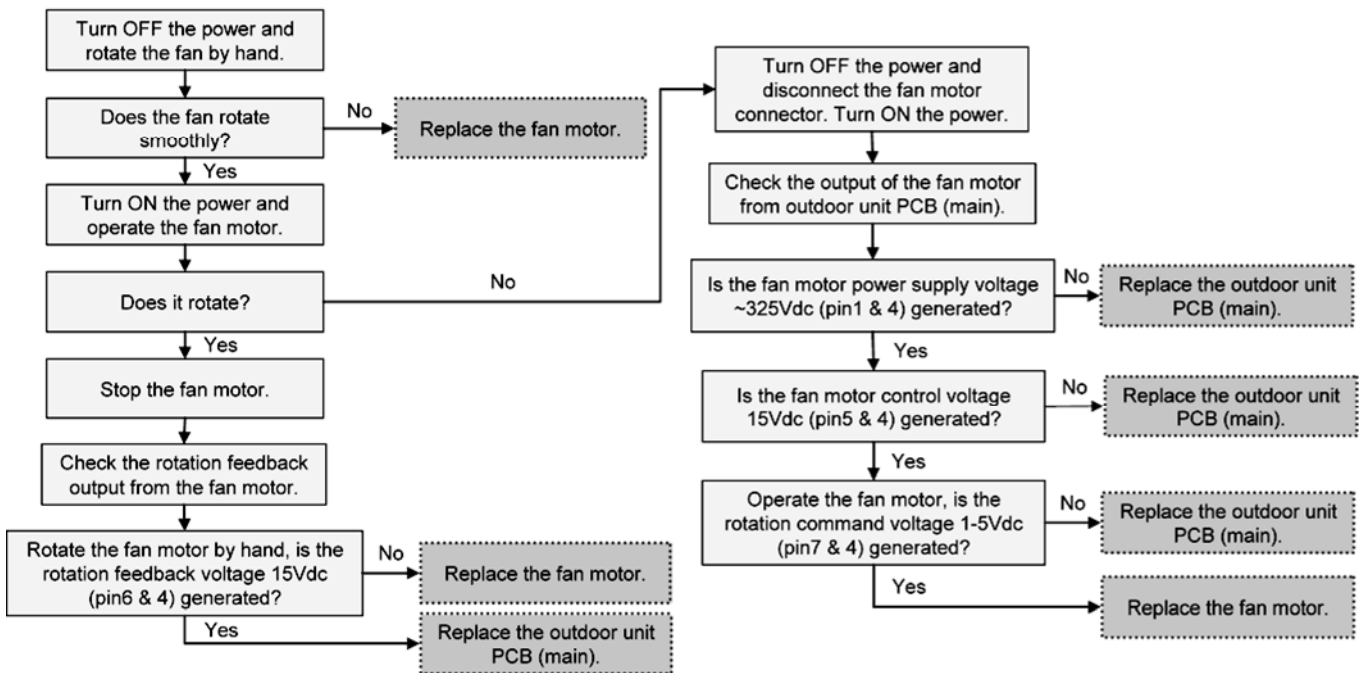 Turn OFF the power and
rotate the fan by hand.
Does the fan rotate
smoothly?
No
Replace the fan motor.
Yes
Turn ON the power and
operate the fan motor.
Does it rotate?
No
Yes
Stop the fan motor.
Check the rotation feedback
output from the fan motor.
Rotate the fan motor by hand, is the
rotation feedback voltage 15Vdc
(pin6 & 4) generated?
No
Replace the fan motor.
Yes
Replace the outdoor unit
PCB (main).
Turn OFF the power and
disconnect the fan motor
connector. Turn ON the power.
Check the output of the fan motor
from outdoor unit PCB (main).
Is the fan motor power supply voltage
~325Vdc (pin1 & 4) generated?
No
Replace the outdoor unit
PCB (main).
Yes
Is the fan motor control voltage
15Vdc (pin5 & 4) generated?
No
Replace the outdoor unit
PCB (main).
Yes
Operate the fan motor, is the
rotation command voltage 1-5Vdc
(pin7 & 4) generated?
No
Replace the outdoor unit
PCB (main).
Yes
Replace the fan motor.